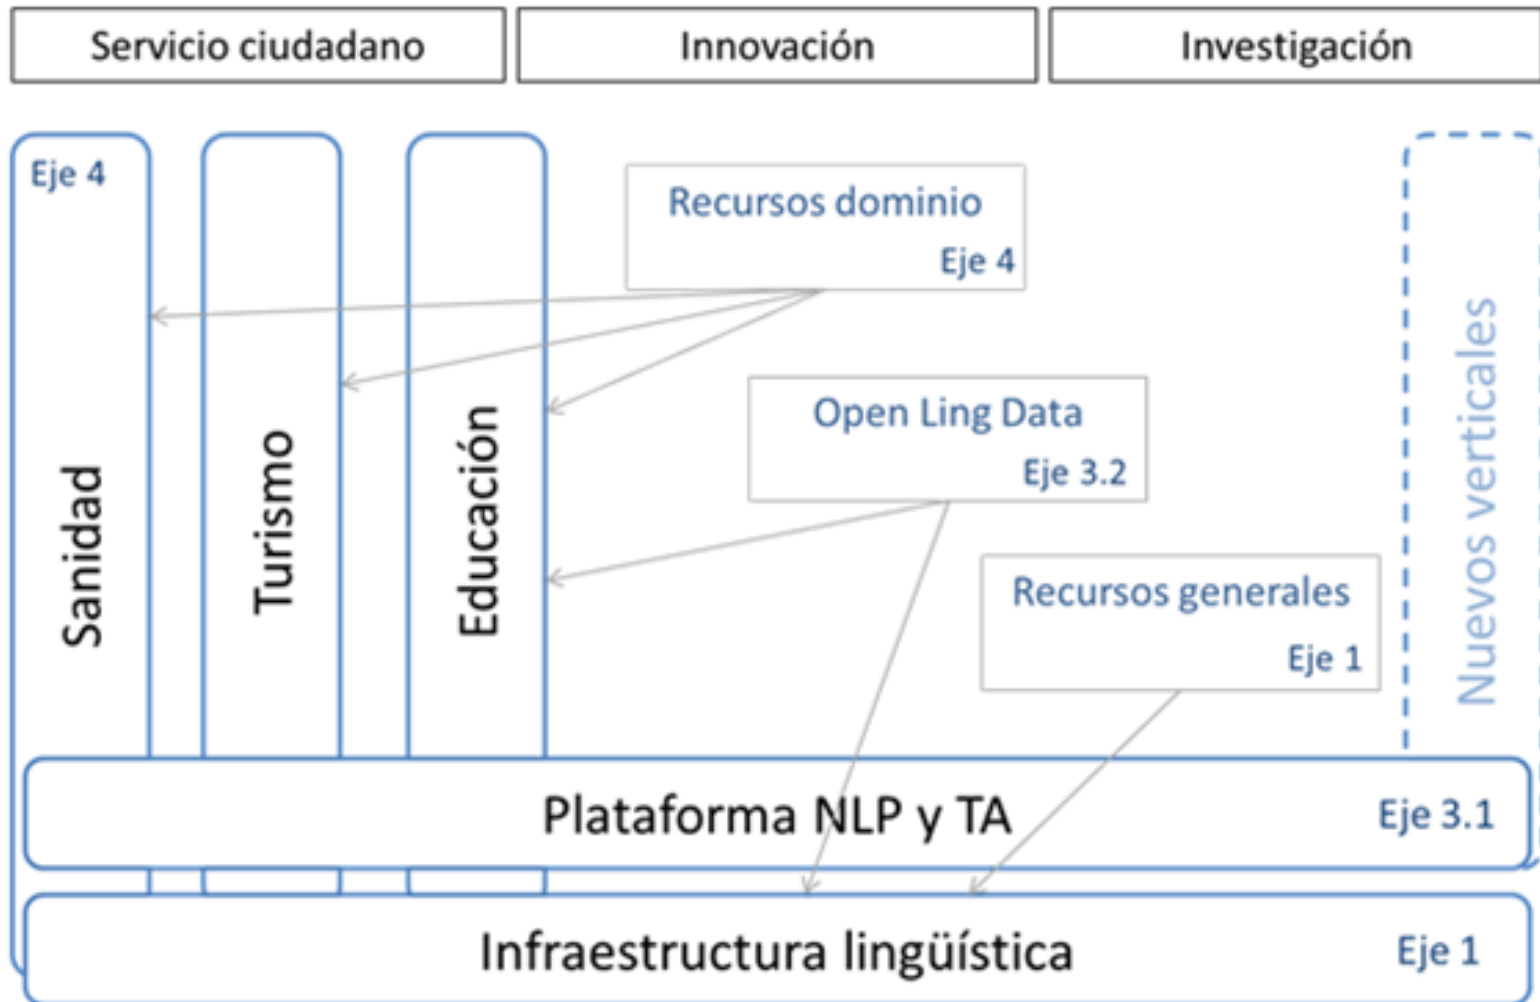 Servicio ciudadano
Innovación
Investigación
Eje 4
Sanidad
Turismo
Educación
Recursos dominio
Eje 4
Open Ling Data
Eje 3.2
Recursos generales
Eje 1
Nuevos verticales
Plataforma NLP y TA
Eje 3.1
Infraestructura lingüística
Eje 1